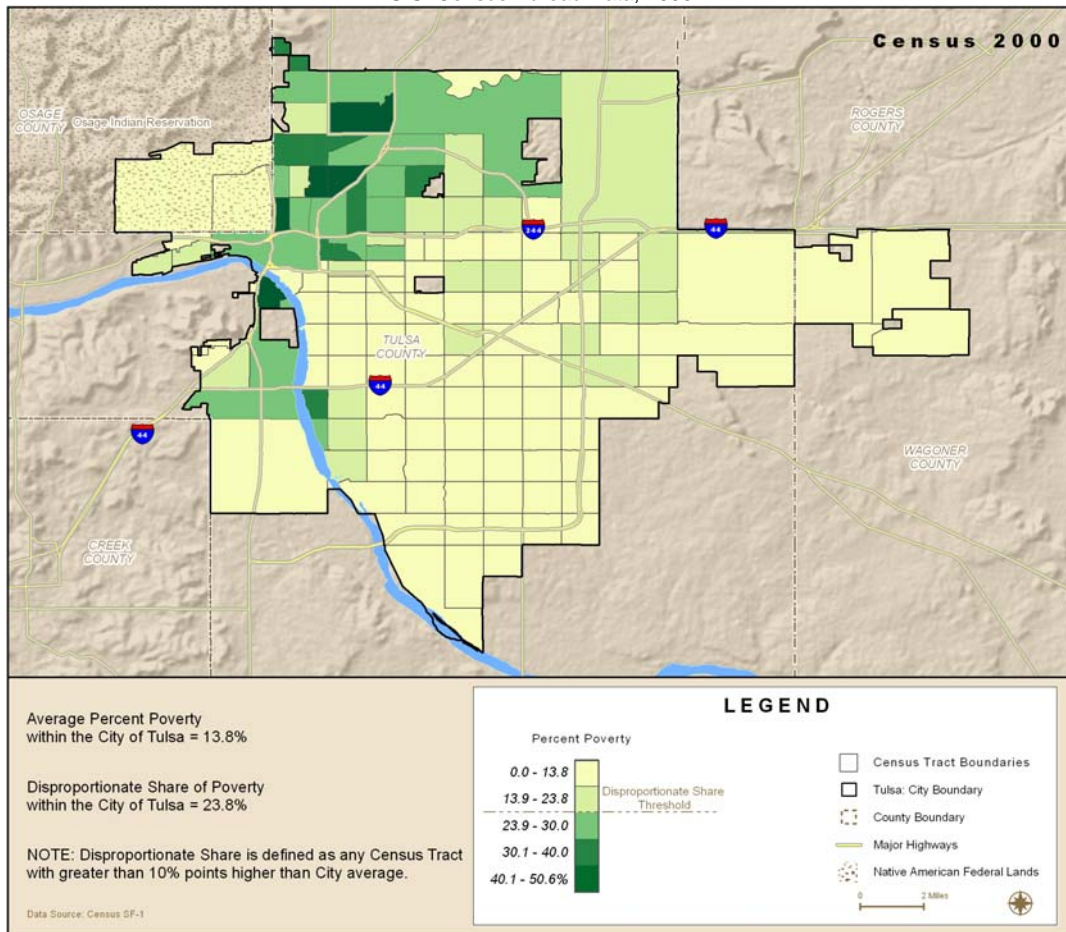 Census 2000
OSAGE
COUNTY
Osage Indian Reservation
ROGERS
COUNTY
244
44
TULSA
COUNTY
44
44
WAGONER
COUNTY
CREEK
COUNTY
Average Percent Poverty
within the City of Tulsa = 13.8%
Disproportionate Share of Poverty
within the City of Tulsa = 23.8%
NOTE: Disproportionate Share is defined as any Census Tract
with greater than 10% points higher than City average.
Data Source: Census SF-1
LEGEND
Percent Poverty
0.0 - 13.8
13.9 - 23.8
23.9 - 30.0
30.1 - 40.0
40.1 - 50.6%
Disproportionate Share
Threshold
Census Tract Boundaries
Tulsa: City Boundary
County Boundary
Major Highways
Native American Federal Lands
0 2 Miles